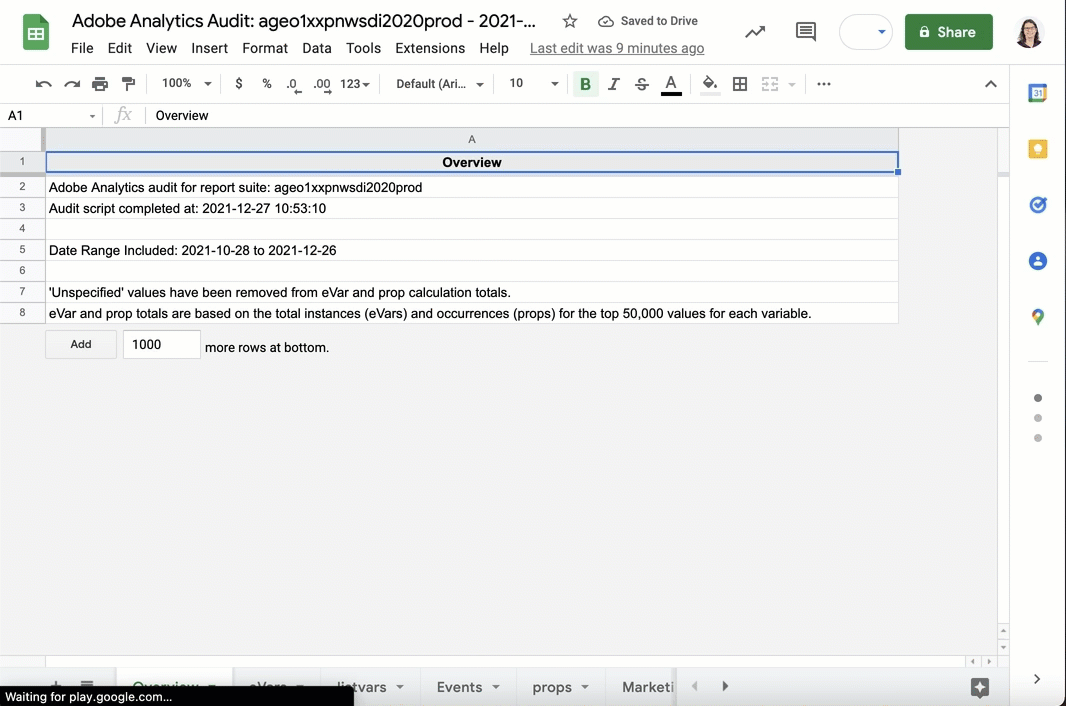 Adobe Analytics Audit: ageo1xxpnwsdi2020prod - 2021-...
Saved to Drive
Share
File Edit View Insert Format Data Tools Extensions Help Last edit was 9 minutes ago
100% $ % .0 .00 123 Default (Ari... 10 B I S A
A1 fx Overview
A
1 Overview
2 Adobe Analytics audit for report suite: ageo1xxpnwsdi2020prod
3 Audit script completed at: 2021-12-27 10:53:10
4
5 Date Range Included: 2021-10-28 to 2021-12-26
6
7 'Unspecified' values have been removed from eVar and prop calculation totals.
8 eVar and prop totals are based on the total instances (eVars) and occurrences (props) for the top 50,000 values for each variable.
Add 1000 more rows at bottom.
31
Overview eVars listvars Events props Marketi
Waiting for play.google.com...